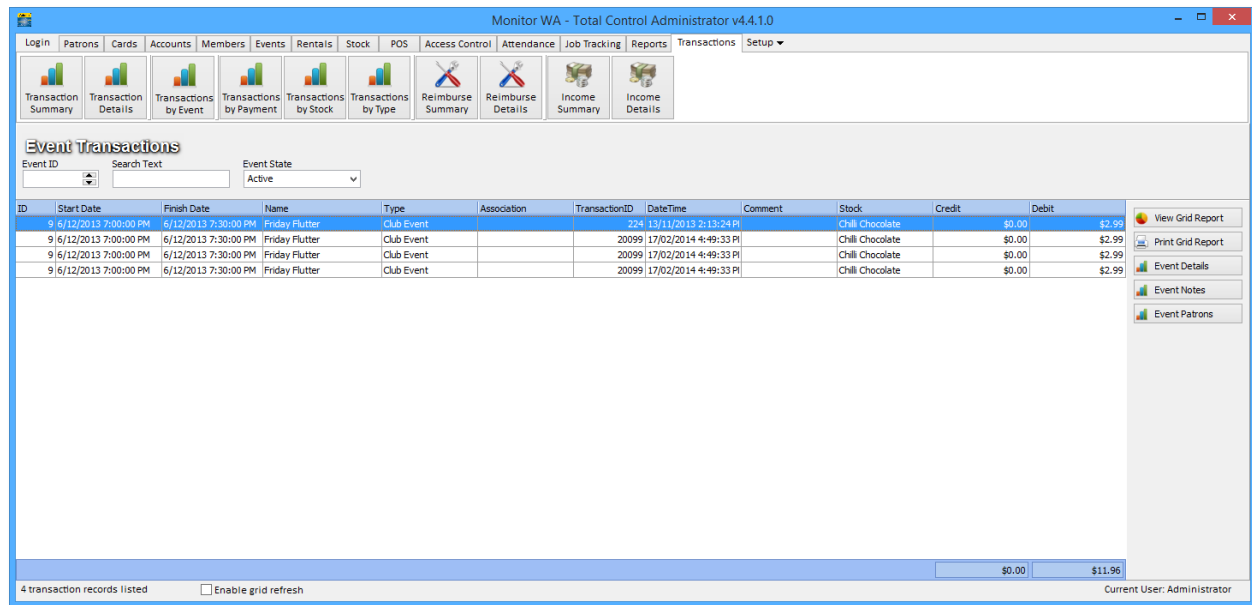 Monitor WA - Total Control Administrator v4.4.1.0
Login Patrons Cards Accounts Members Events Rentals Stock POS Access Control Attendance Job Tracking Reports Transactions Setup
Transaction Summary Transaction Details Transactions by Event Transactions by Payment Transactions by Stock Transactions by Type Reimburse Summary Reimburse Details Income Summary Income Details
Event Transactions
Event ID Search Text Event State
Active
ID Start Date Finish Date Name Type Association TransactionID DateTime Comment Stock Credit Debit
9 6/12/2013 7:00:00 PM 6/12/2013 7:30:00 PM Friday Flutter Club Event 224 13/11/2013 2:13:24 P Chilli Chocolate $0.00 $2.99
9 6/12/2013 7:00:00 PM 6/12/2013 7:30:00 PM Friday Flutter Club Event 20099 17/02/2014 4:49:33 P Chilli Chocolate $0.00 $2.99
9 6/12/2013 7:00:00 PM 6/12/2013 7:30:00 PM Friday Flutter Club Event 20099 17/02/2014 4:49:33 P Chilli Chocolate $0.00 $2.99
9 6/12/2013 7:00:00 PM 6/12/2013 7:30:00 PM Friday Flutter Club Event 20099 17/02/2014 4:49:33 P Chilli Chocolate $0.00 $2.99
View Grid Report
Print Grid Report
Event Details
Event Notes
Event Patrons
$0.00 $11.96
4 transaction records listed Enable grid refresh Current User: Administrator